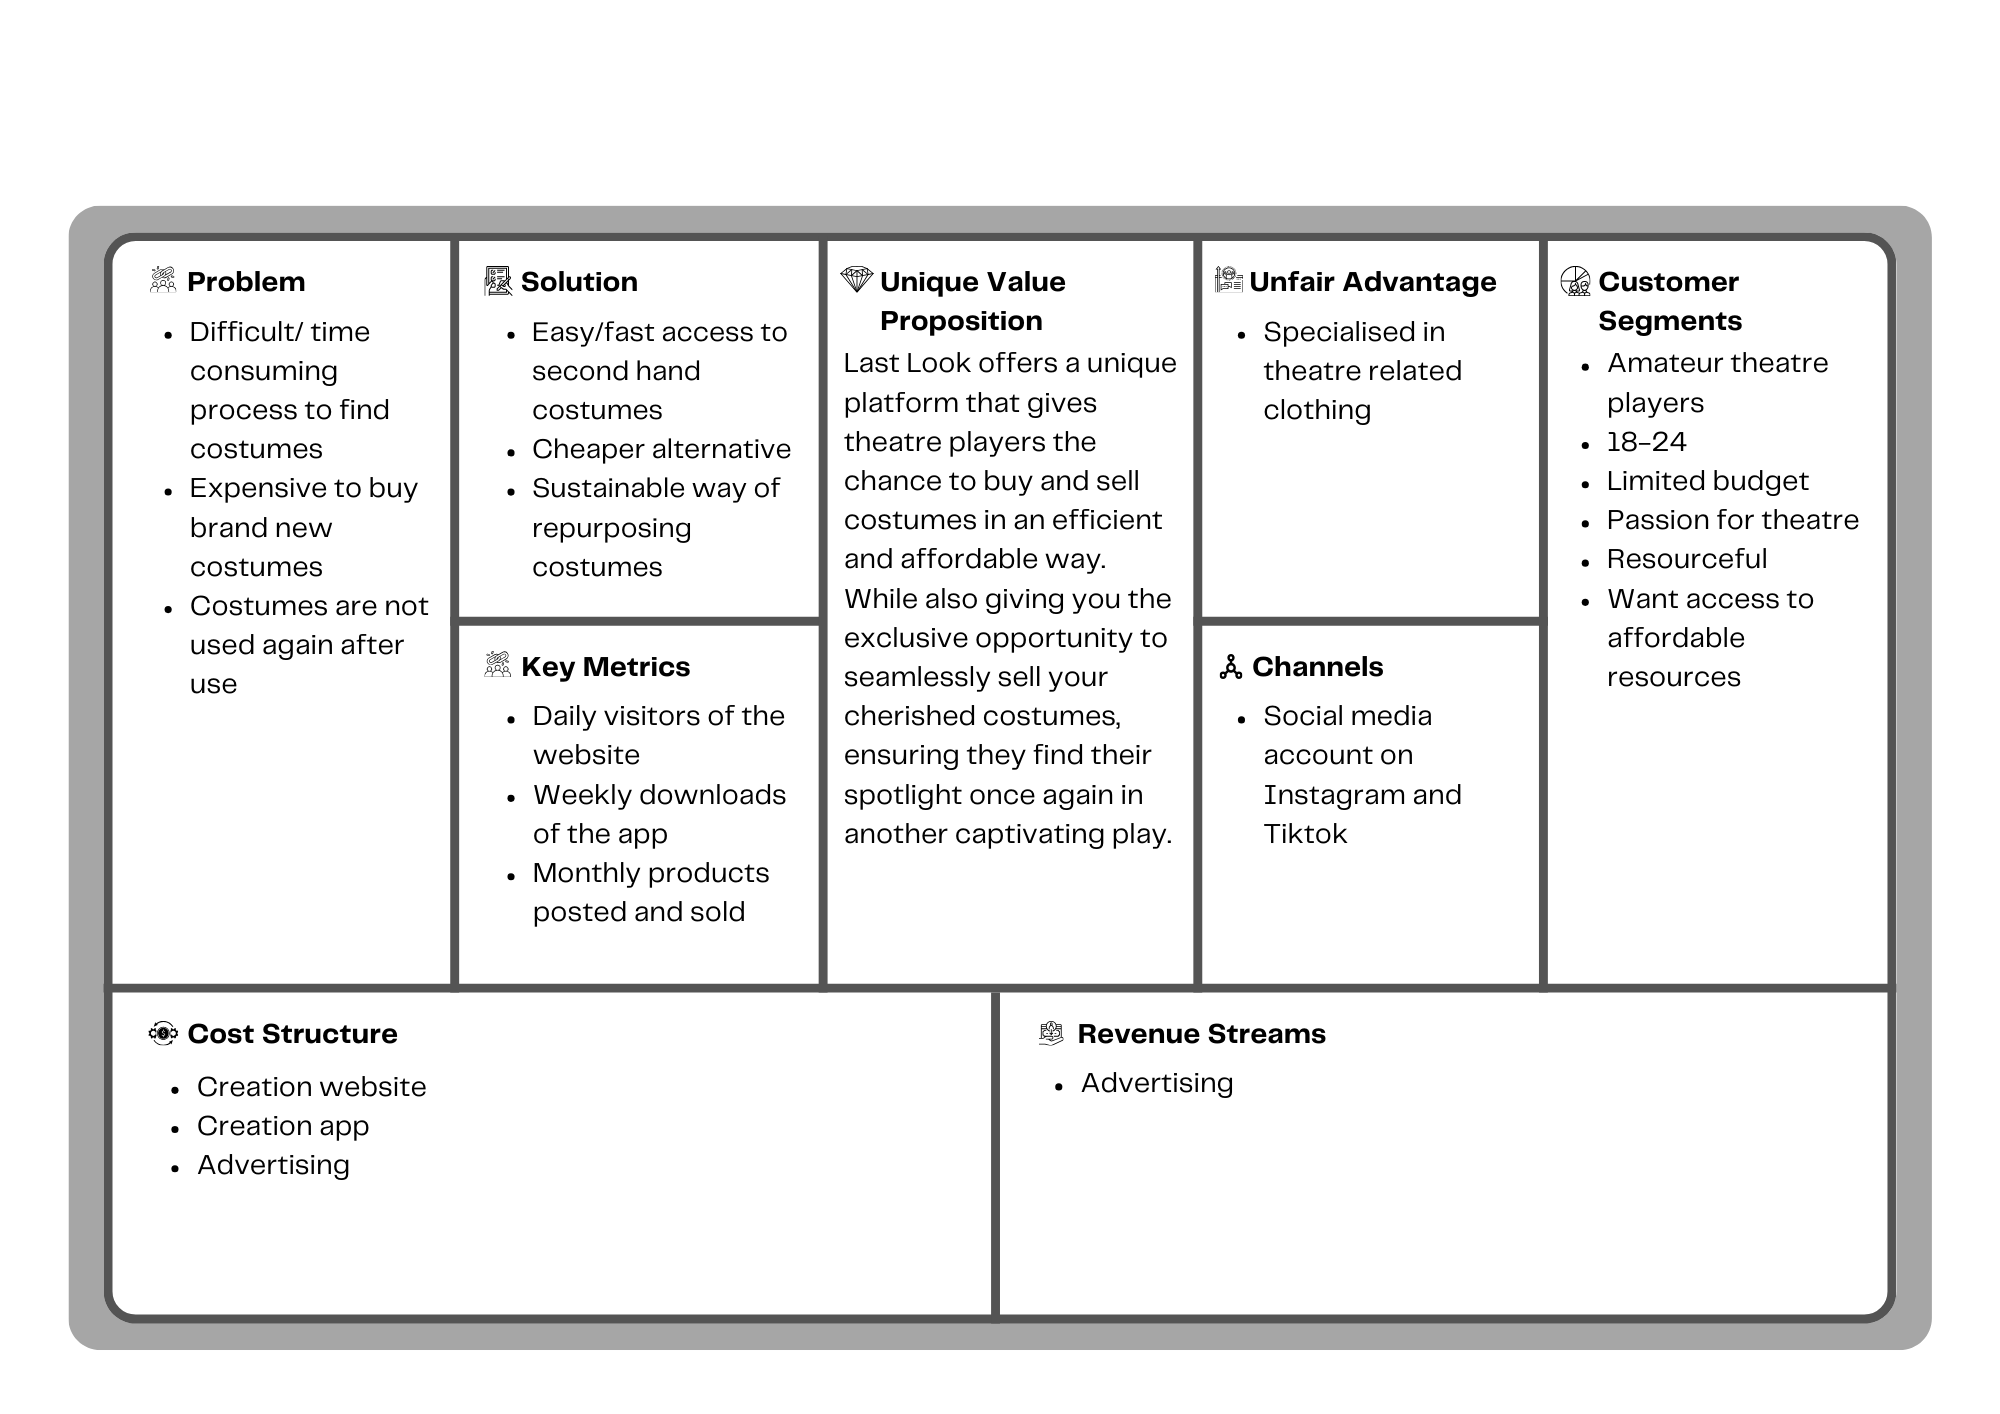 Problem
Difficult/ time
consuming
process to find
costumes
Expensive to buy
brand new
costumes
Costumes are not
used again after
use
Solution
Easy/fast access to
second hand
costumes
Cheaper alternative
Sustainable way of
repurposing
costumes
Key Metrics
Daily visitors of the
website
Weekly downloads
of the app
Monthly products
posted and sold
Unique Value
Proposition
Last Look offers a unique
platform that gives
theatre players the
chance to buy and sell
costumes in an efficient
and affordable way.
While also giving you the
exclusive opportunity to
seamlessly sell your
cherished costumes,
ensuring they find their
spotlight once again in
another captivating play.
Unfair Advantage
Specialised in
theatre related
clothing
Channels
Social media
account on
Instagram and
Tiktok
Customer
Segments
Amateur theatre
players
18-24
Limited budget
Passion for theatre
Resourceful
Want access to
affordable
resources
Cost Structure
Creation website
Creation app
Advertising
Revenue Streams
Advertising